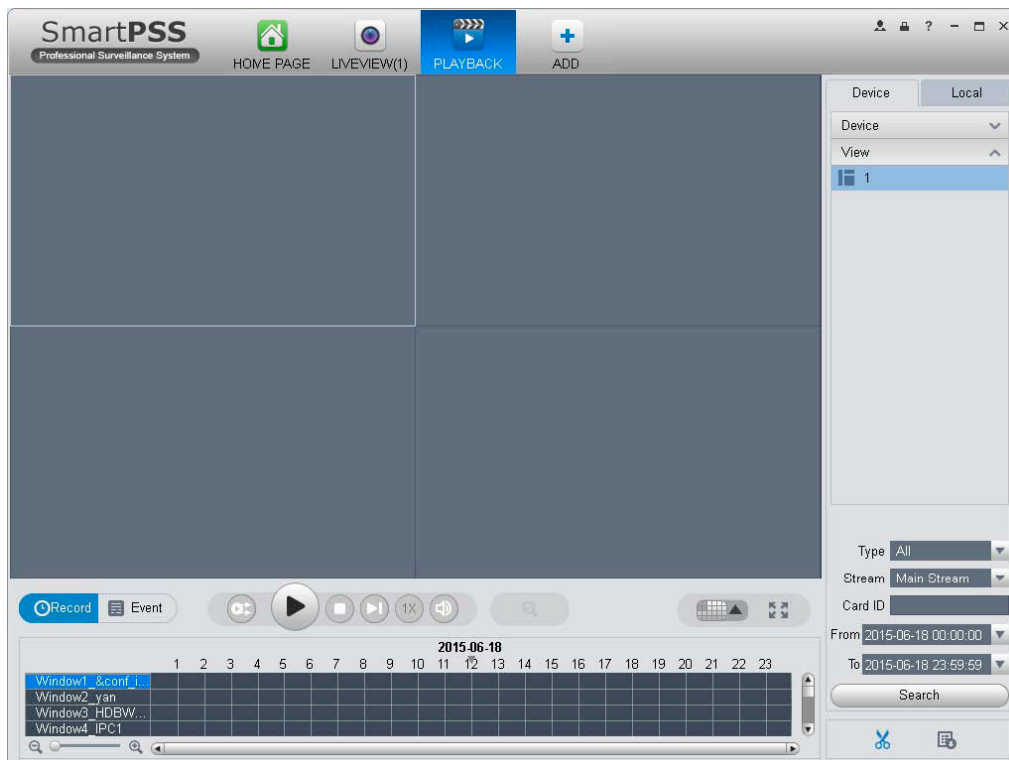 SmartPSS
Professional Surveillance System
HOME PAGE
LIVEVIEW(1)
PLAYBACK
ADD
?
Device
Local
Device
View
1
Type All
Stream Main Stream
Card ID
From 2015-06-18 00:00:00
To 2015-06-18 23:59:59
Search
Record
Event
1X
2015-06-18
1 2 3 4 5 6 7 8 9 10 11 12 13 14 15 16 17 18 19 20 21 22 23
Window1_&conf_i...
Window2_yan
Window3_HDBW...
Window4_IPC1